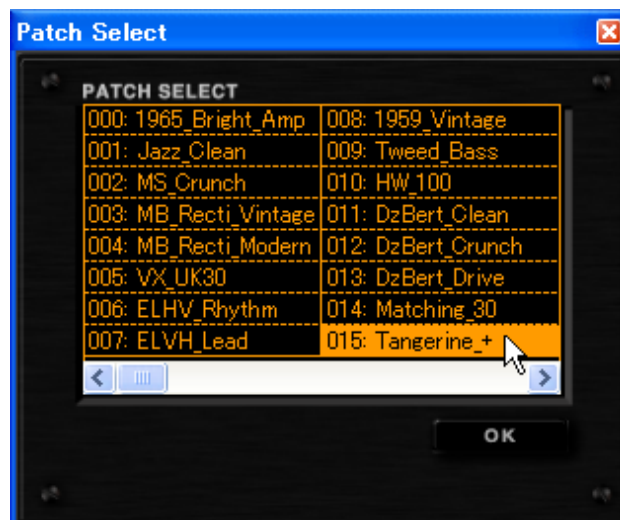 Patch Select
PATCH SELECT
000: 1965_Bright_Amp
001: Jazz_Clean
002: MS_Crunch
003: MB_Recti_Vintage
004: MB_Recti_Modern
005: VX_UK30
006: ELHV_Rhythm
007: ELVH_Lead
008: 1959_Vintage
009: Tweed_Bass
010: HW_100
011: DzBert_Clean
012: DzBert_Crunch
013: DzBert_Drive
014: Matching_30
015: Tangerine_+
OK